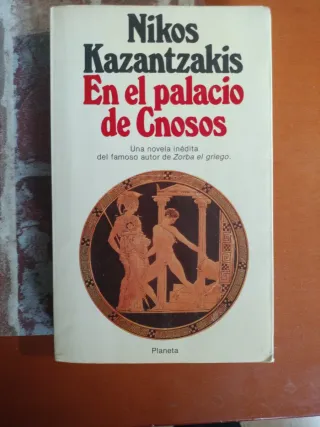 Nikos
Kazantzakis
En el palacio
de Cnosos
Una novela inédita
del famoso autor de Zorba el griego.
Planeta